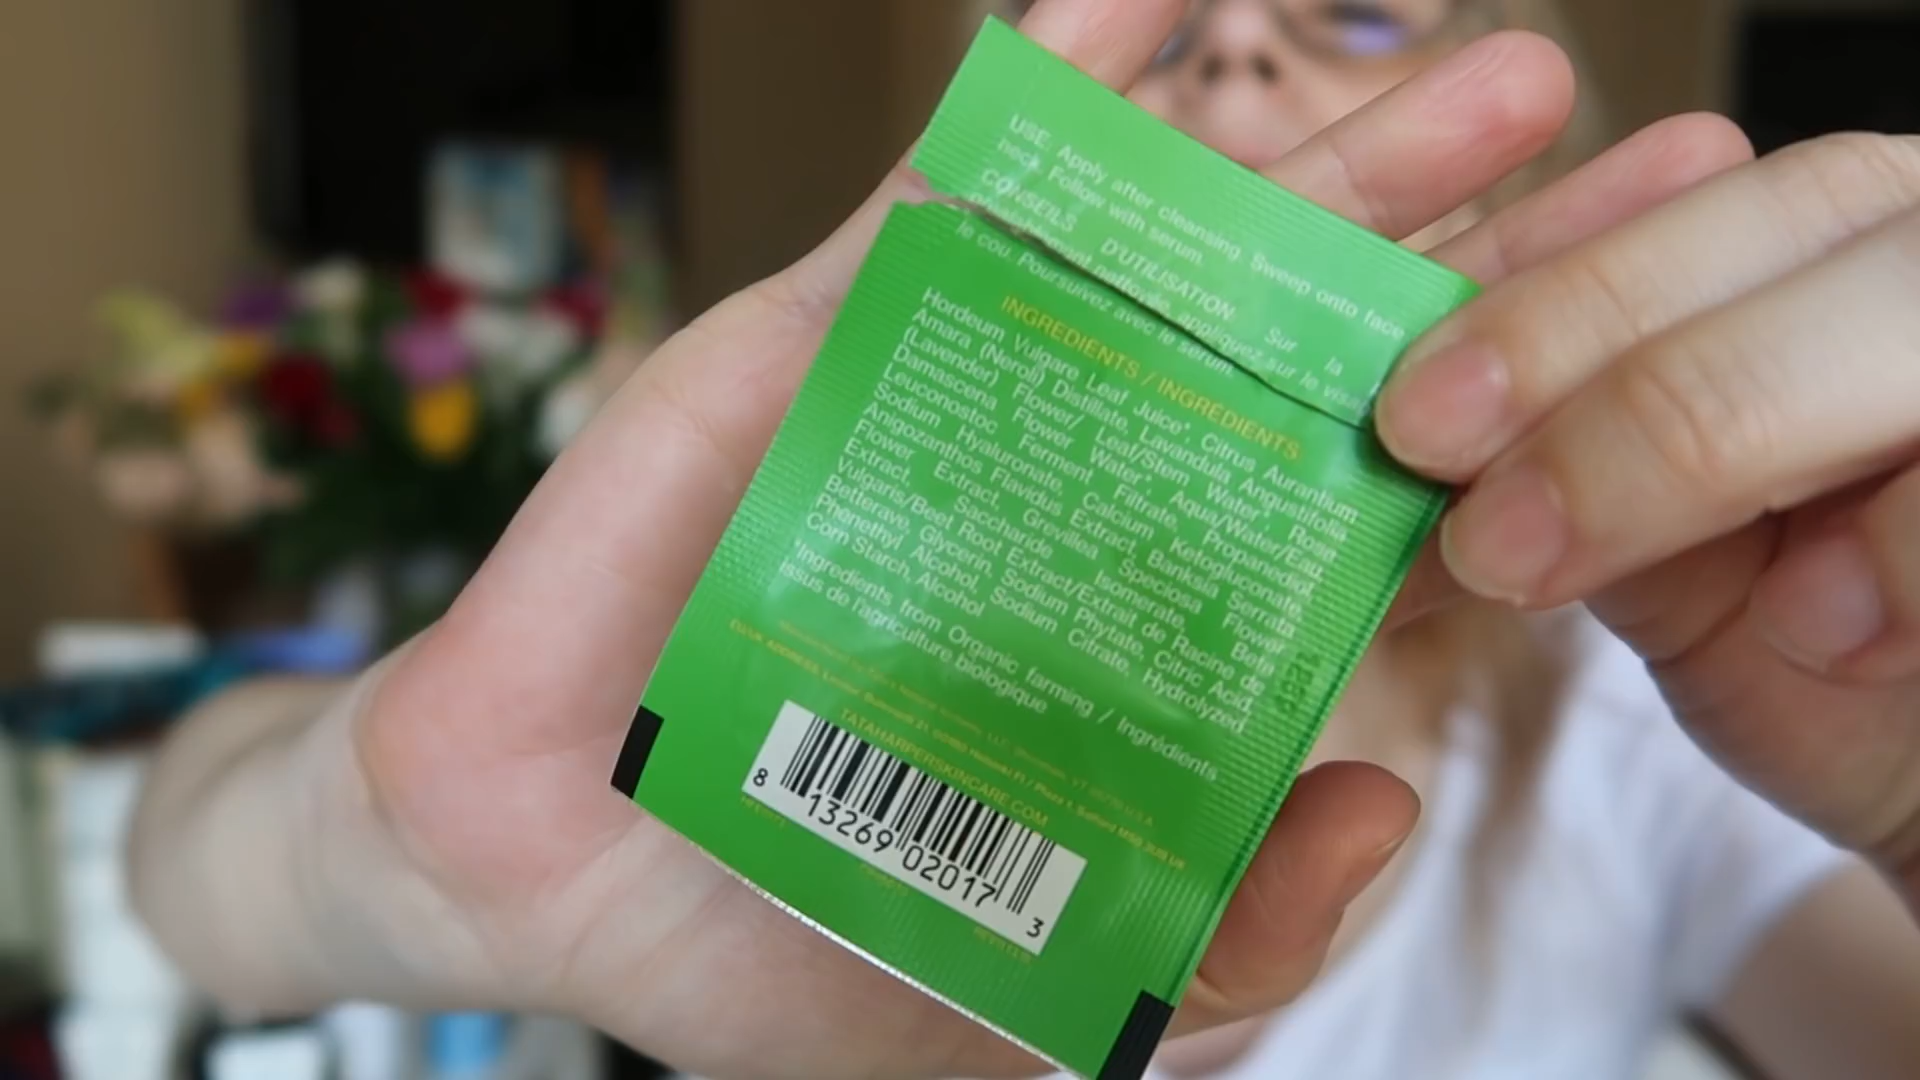 USE Apply after cleansing Sweep onto face
neck. Follow with serum.
CONSEILS D'UTILISATION Sur la
appliquez-sur le
le cou. Poursuivez avec le serum.
INGREDIENTS / INGREDIENTS
Hordeum Vulgare Leaf Juice*, Citrus Aurantium
Amara (Neroli) Distillate, Lavandula Angustifolia
(Lavender) Flower/ Leaf/Stem Water*, Rosa
Damascena Flower Water*, Aqua/Water/Eau,
Leuconostoc Ferment Filtrate, Propanediol,
Sodium Hyaluronate, Calcium Ketogluconate,
Anigozanthos Flavidus Extract, Banksia Serrata
Flower Extract, Grevillea Speciosa Flower
Extract, Saccharide Isomerate, Beta
Vulgaris/Beet Root Extract/Extrait de Racine de
Betterave, Glycerin, Sodium Phytate, Citric Acid,
Phenethyl Alcohol, Sodium Citrate, Hydrolyzed
Corn Starch, Alcohol
*Ingredients from Organic farming / Ingrédients
issus de l'agriculture biologique
TATAHARPERSKINCARE.COM
8 13269 02017 3